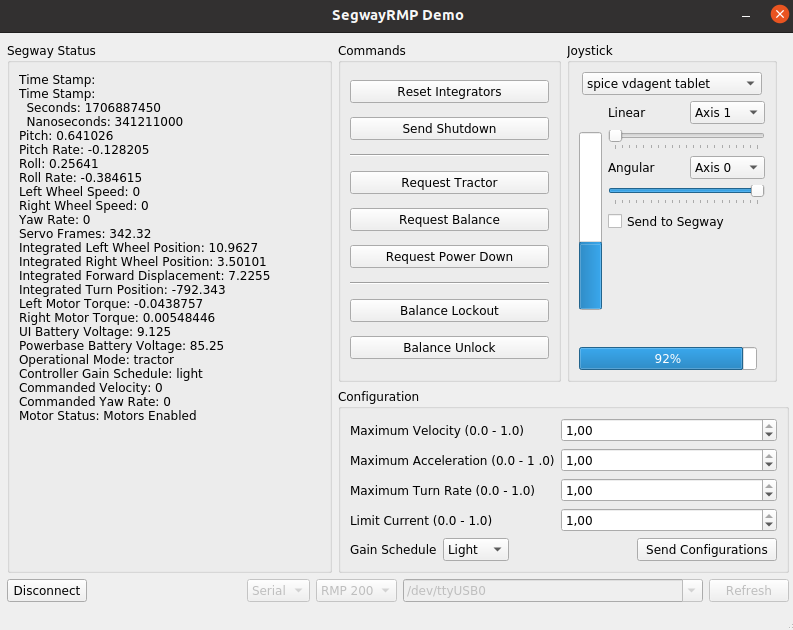 SegwayRMP Demo
Segway Status
Time Stamp:
Time Stamp:
Seconds: 1706887450
Nanoseconds: 341211000
Pitch: 0.641026
Pitch Rate: -0.128205
Roll: 0.25641
Roll Rate: -0.384615
Left Wheel Speed: 0
Right Wheel Speed: 0
Yaw Rate: 0
Servo Frames: 342.32
Integrated Left Wheel Position: 10.9627
Integrated Right Wheel Position: 3.50101
Integrated Forward Displacement: 7.2255
Integrated Turn Position: -792.343
Left Motor Torque: -0.0438757
Right Motor Torque: 0.00548446
UI Battery Voltage: 9.125
Powerbase Battery Voltage: 85.25
Operational Mode: tractor
Controller Gain Schedule: light
Commanded Velocity: 0
Commanded Yaw Rate: 0
Motor Status: Motors Enabled
Commands
Reset Integrators
Send Shutdown
Request Tractor
Request Balance
Request Power Down
Balance Lockout
Balance Unlock
Joystick
spice vdagent tablet
Linear Axis 1
Angular Axis 0
Send to Segway
92%
Configuration
Maximum Velocity (0.0 - 1.0) 1,00
Maximum Acceleration (0.0 - 1 .0) 1,00
Maximum Turn Rate (0.0 - 1.0) 1,00
Limit Current (0.0 - 1.0) 1,00
Gain Schedule Light Send Configurations
Disconnect Serial RMP 200 /dev/ttyUSB0 Refresh